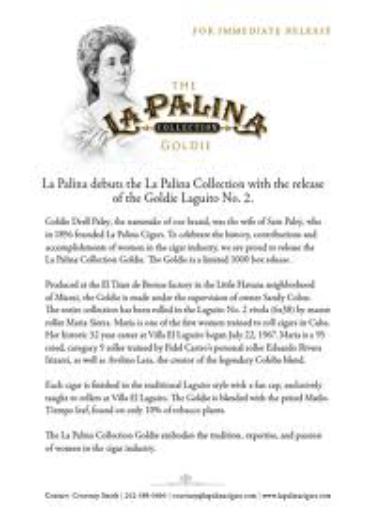 FOR IMMEDIATE RELEASE
THE
LA PALINA
COLLECTION
GOLDIE
La Palina debuts the La Palina Collection with the release
of the Goldie Laguito No. 2.
Goldie Drell Paley, the namesake of our brand, was the wife of Sam Paley, who
in 1896 founded La Palina Cigars. To celebrate the history, contributions and
accomplishments of women in the cigar industry, we are proud to release the
La Palina Collection Goldie. The Goldie is a limited 1000 box release.
Produced at the El Titan de Bronze factory in the Little Havana neighborhood
of Miami, the Goldie is made under the supervision of owner Sandy Cobas.
The entire collection has been rolled in the Laguito No. 2 vitola (6x38) by master
roller Maria Sierra. Maria is one of the first women trained to roll cigars in Cuba.
Her historic 32 year career at Villa El Laguito began July 22, 1967. Maria is a 95
rated, category 9 roller trained by Fidel Castro's personal roller Eduardo Rivera
as well as Avelino Lara, the creator of the legendary Cohiba blend.
Each cigar is finished in the traditional Laguito style with a fan cap, exclusively
taught to rollers at Villa El Laguito. The Goldie is blended with the prized Medio
Tiempo leaf, found on only 10% of tobacco plants.
The La Palina Collection Goldie embodies the tradition, expertise, and passion
of women in the cigar industry.
Contact: Courtney Smith | | courtney@lapalinacigars.com | www.lapalinacigars.com